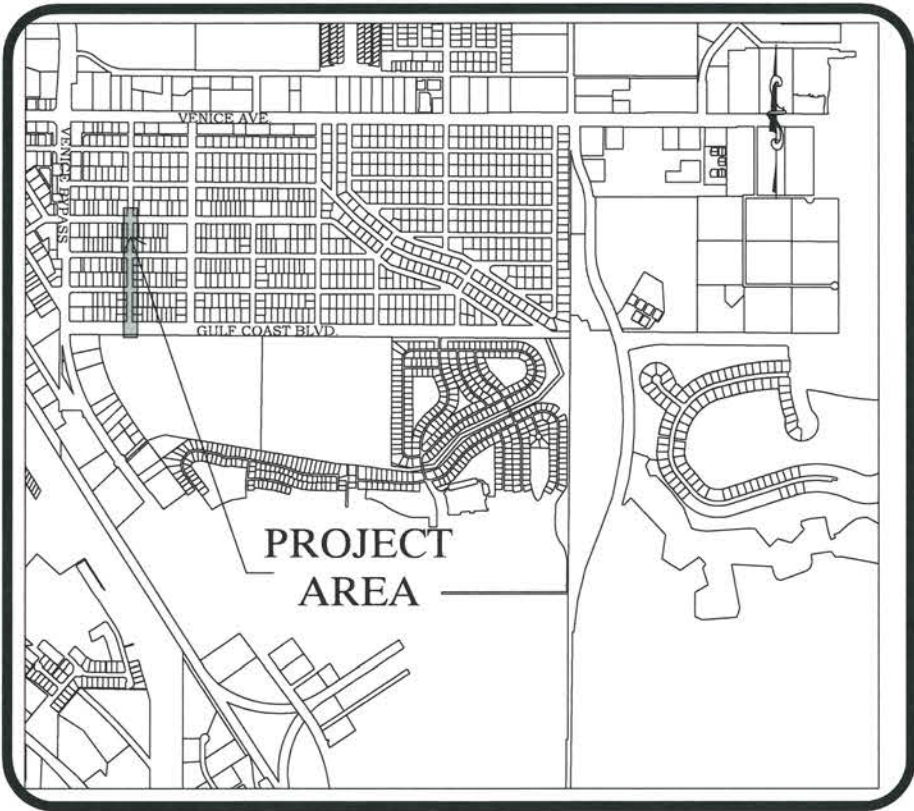 VENICE AVE.
VENICE BYPASS
GULF COAST BLVD.
PROJECT
AREA